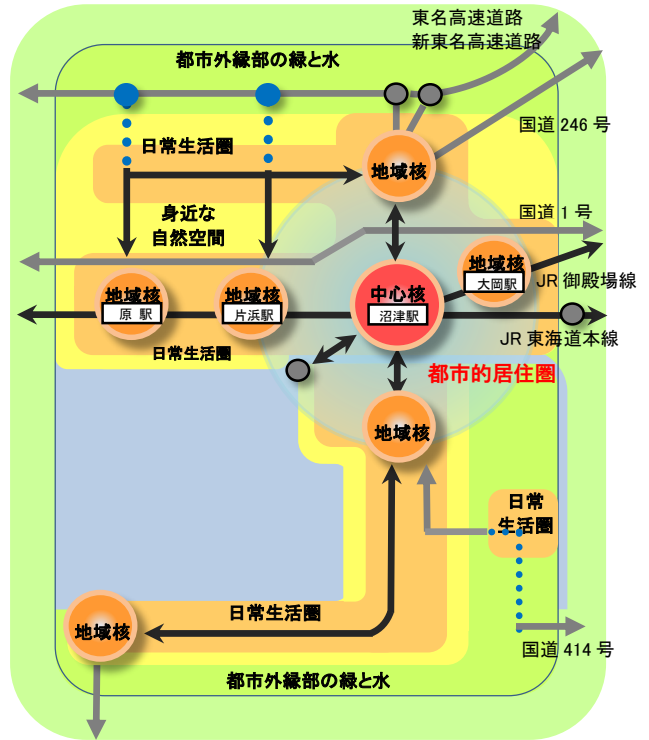 東名高速道路
新東名高速道路
都市外縁部の緑と水
国道 246 号
日常生活圏
地域核
身近な
自然空間
国道 1 号
地域核
大岡駅
JR 御殿場線
地域核
原 駅
地域核
片浜駅
中心核
沼津駅
JR 東海道本線
日常生活圏
都市的居住圏
地域核
日常
生活圏
日常生活圏
地域核
国道 414 号
都市外縁部の緑と水